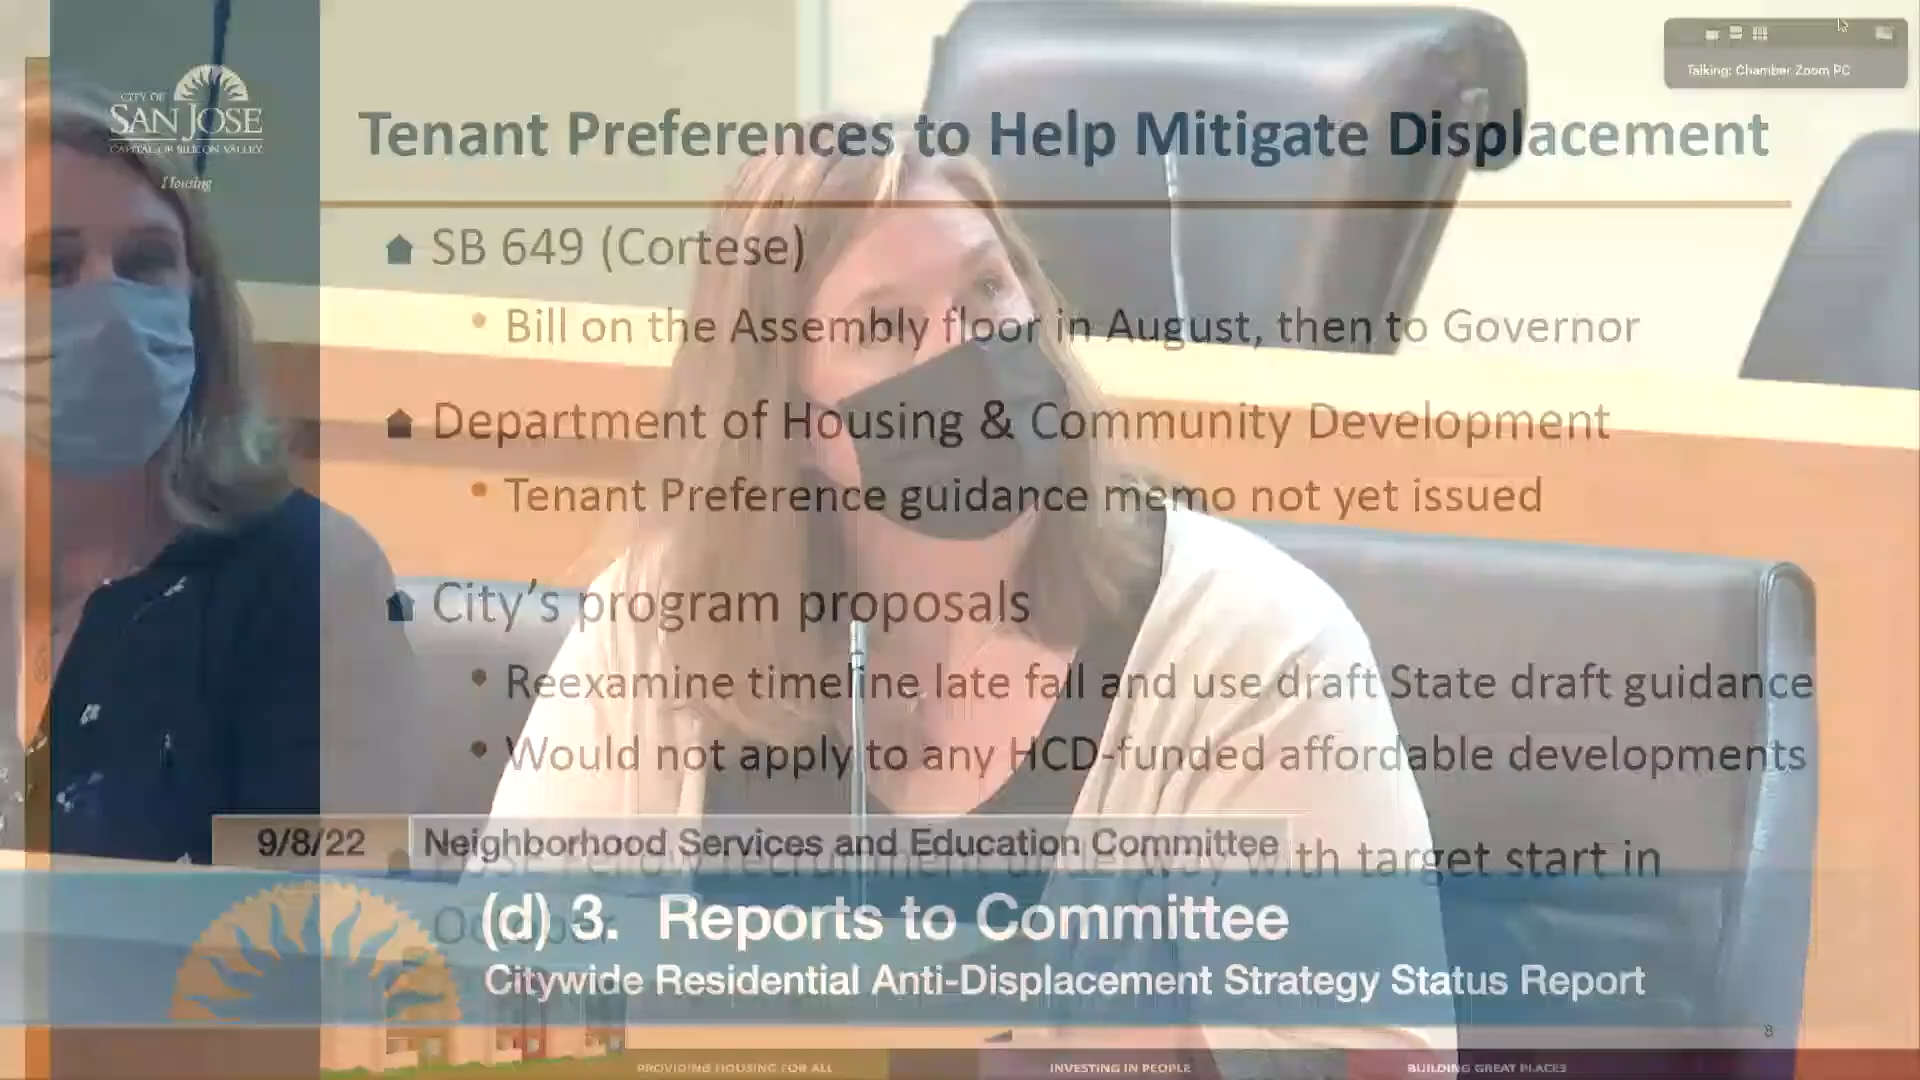 Talking: Chamber Zoom PC
CITY OF
SAN JOSE
CAPITAL OF SILICON VALLEY
Housing
Tenant Preferences to Help Mitigate Displacement
SB 649 (Cortese)
• Bill on the Assembly floor in August, then to Governor
Department of Housing & Community Development
• Tenant Preference guidance memo not yet issued
City's program proposals
• Reexamine timeline late fall and use draft State draft guidance
• Would not apply to any HCD-funded affordable developments
recruitment underway with target start in
October
9/8/22 Neighborhood Services and Education Committee
(d) 3. Reports to Committee
Citywide Residential Anti-Displacement Strategy Status Report
8
PROVIDING HOUSING FOR ALL INVESTING IN PEOPLE BUILDING GREAT PLACES